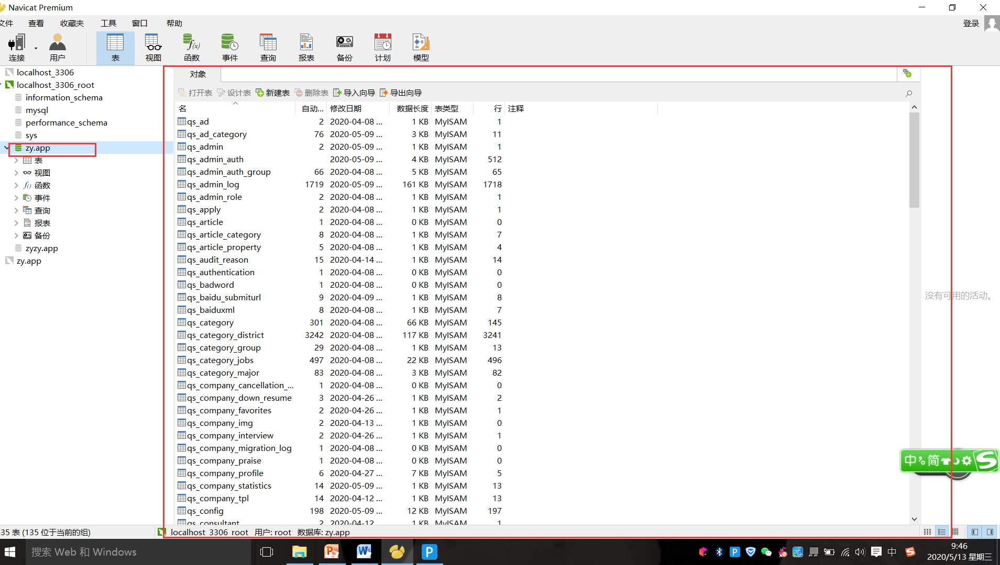 Navicat Premium
文件 查看 收藏夹 工具 窗口 帮助 登录
连接 用户 表 视图 函数 事件 查询 报表 备份 计划 模型
localhost_3306
localhost_3306_root
information_schema
mysql
performance_schema
sys
zy.app
表
视图
函数
事件
查询
报表
备份
zyzy.app
zy.app
对象
打开表 设计表 新建表 删除表 导入向导 导出向导
名 自动... 修改日期 数据长度 表类型 行 注释
qs_ad 2 2020-04-08 ... 1 KB MyISAM 1
qs_ad_category 76 2020-05-09 ... 3 KB MyISAM 11
qs_admin 2 2020-05-09 ... 1 KB MyISAM 1
qs_admin_auth 2020-05-09 ... 4 KB MyISAM 512
qs_admin_auth_group 66 2020-04-08 ... 5 KB MyISAM 65
qs_admin_log 1719 2020-05-09 ... 161 KB MyISAM 1718
qs_admin_role 2 2020-04-08 ... 1 KB MyISAM 1
qs_apply 2 2020-04-08 ... 1 KB MyISAM 1
qs_article 1 2020-04-08 ... 0 KB MyISAM 0
qs_article_category 8 2020-04-08 ... 1 KB MyISAM 7
qs_article_property 5 2020-04-08 ... 1 KB MyISAM 4
qs_audit_reason 15 2020-04-14 ... 1 KB MyISAM 14
qs_authentication 1 2020-04-08 ... 0 KB MyISAM 0
qs_badword 1 2020-04-08 ... 0 KB MyISAM 0
qs_baidu_submiturl 9 2020-04-09 ... 1 KB MyISAM 8
qs_baiduxml 8 2020-04-08 ... 1 KB MyISAM 7
qs_category 301 2020-04-08 ... 66 KB MyISAM 145
qs_category_district 3242 2020-04-08 ... 117 KB MyISAM 3241
qs_category_group 29 2020-04-08 ... 1 KB MyISAM 13
qs_category_jobs 497 2020-04-08 ... 22 KB MyISAM 496
qs_category_major 83 2020-04-08 ... 3 KB MyISAM 82
qs_company_cancellation_... 1 2020-04-08 ... 0 KB MyISAM 0
qs_company_down_resume 3 2020-04-26 ... 1 KB MyISAM 2
qs_company_favorites 2 2020-04-26 ... 1 KB MyISAM 1
qs_company_img 2 2020-04-13 ... 1 KB MyISAM 0
qs_company_interview 2 2020-04-26 ... 1 KB MyISAM 1
qs_company_migration_log 1 2020-04-08 ... 0 KB MyISAM 0
qs_company_praise 1 2020-04-08 ... 0 KB MyISAM 0
qs_company_profile 6 2020-04-27 ... 7 KB MyISAM 5
qs_company_statistics 14 2020-05-09 ... 1 KB MyISAM 13
qs_company_tpl 14 2020-04-12 ... 1 KB MyISAM 13
qs_config 198 2020-05-09 ... 12 KB MyISAM 197
qs_consultant 2 2020-04-12 1 KB MyISAM 1
没有可用的活动。
中 简 S
35 表 (135 位于当前的组) localhost_3306_root 用户: root 数据库: zy.app
搜索 Web 和 Windows
中
9:46
2020/5/13 星期三